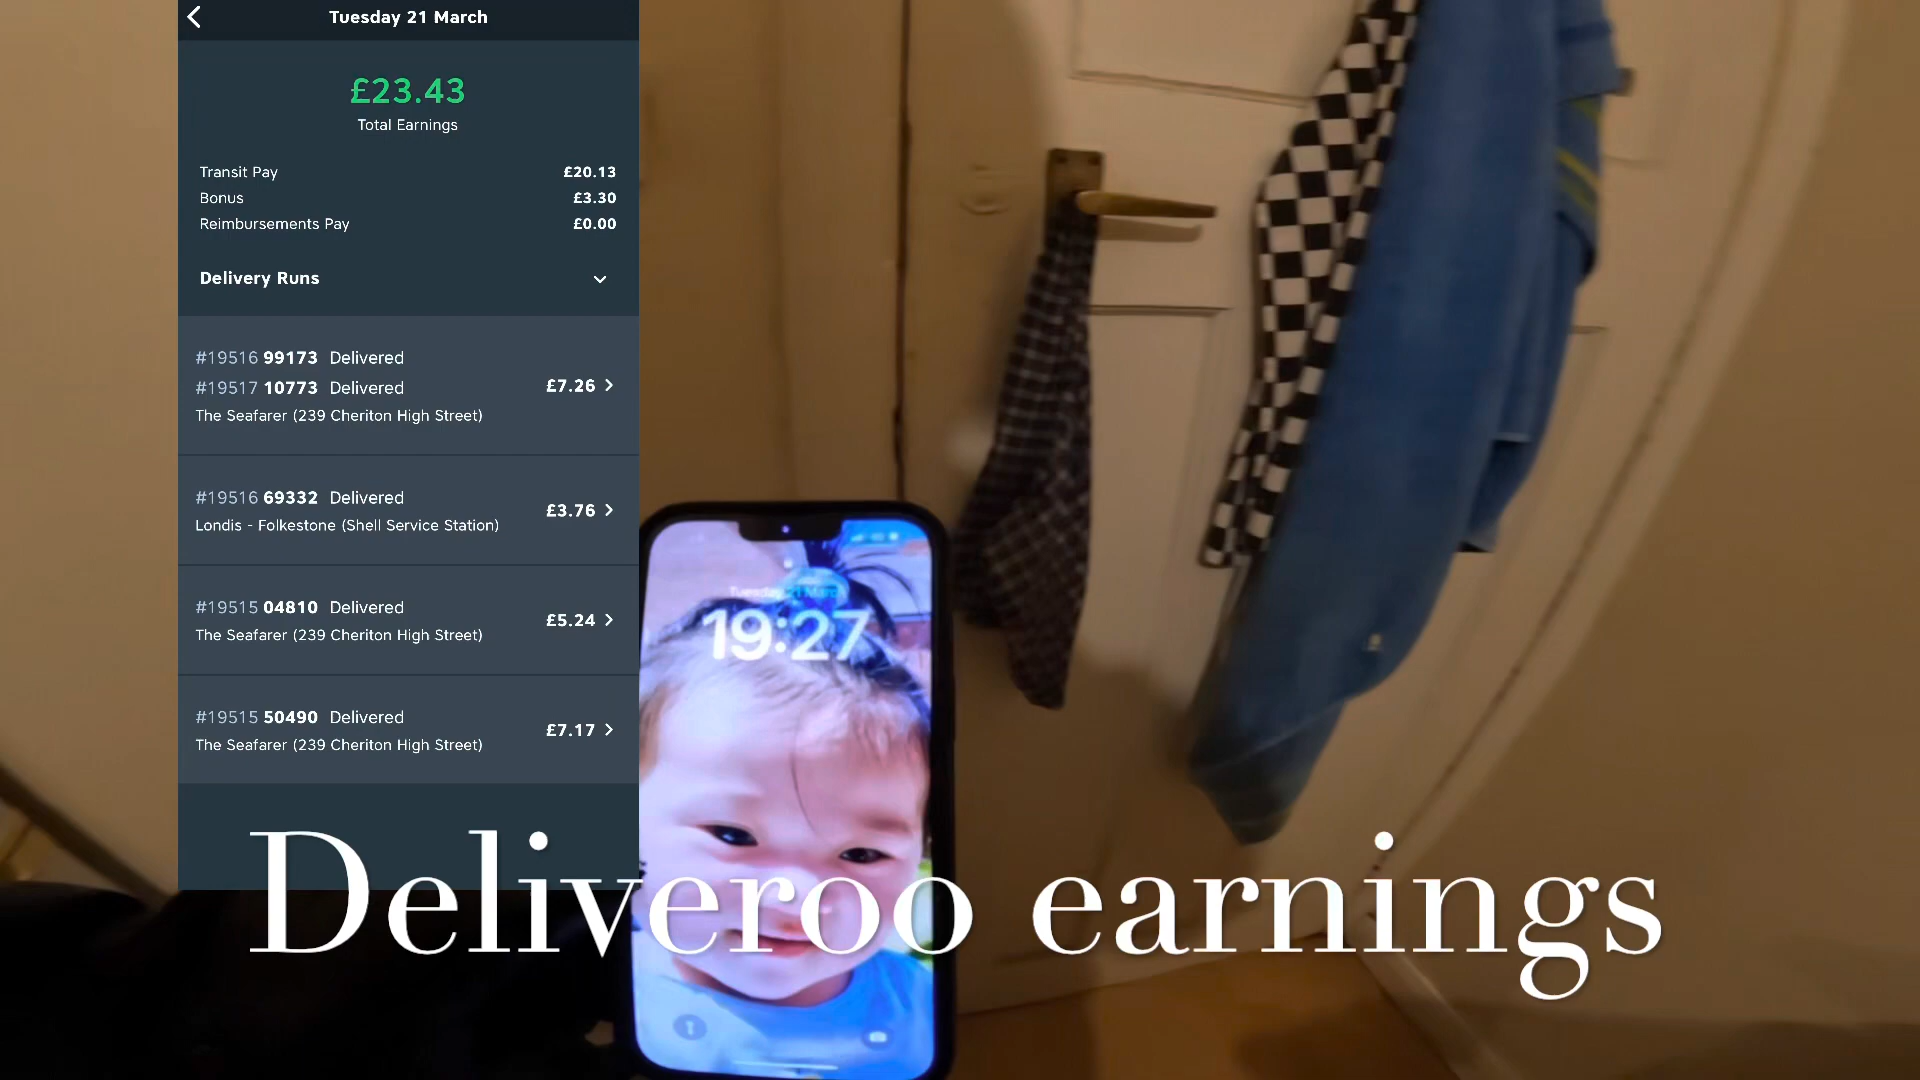 Tuesday 21 March
£23.43
Total Earnings
Transit Pay £20.13
Bonus £3.30
Reimbursements Pay £0.00
Delivery Runs
#19516 99173 Delivered
#19517 10773 Delivered
The Seafarer (239 Cheriton High Street)
£7.26
#19516 69332 Delivered
Londis - Folkestone (Shell Service Station)
£3.76
#19515 04810 Delivered
The Seafarer (239 Cheriton High Street)
£5.24
#19515 50490 Delivered
The Seafarer (239 Cheriton High Street)
£7.17
Tuesday 21 March
19:27
Deliveroo earnings